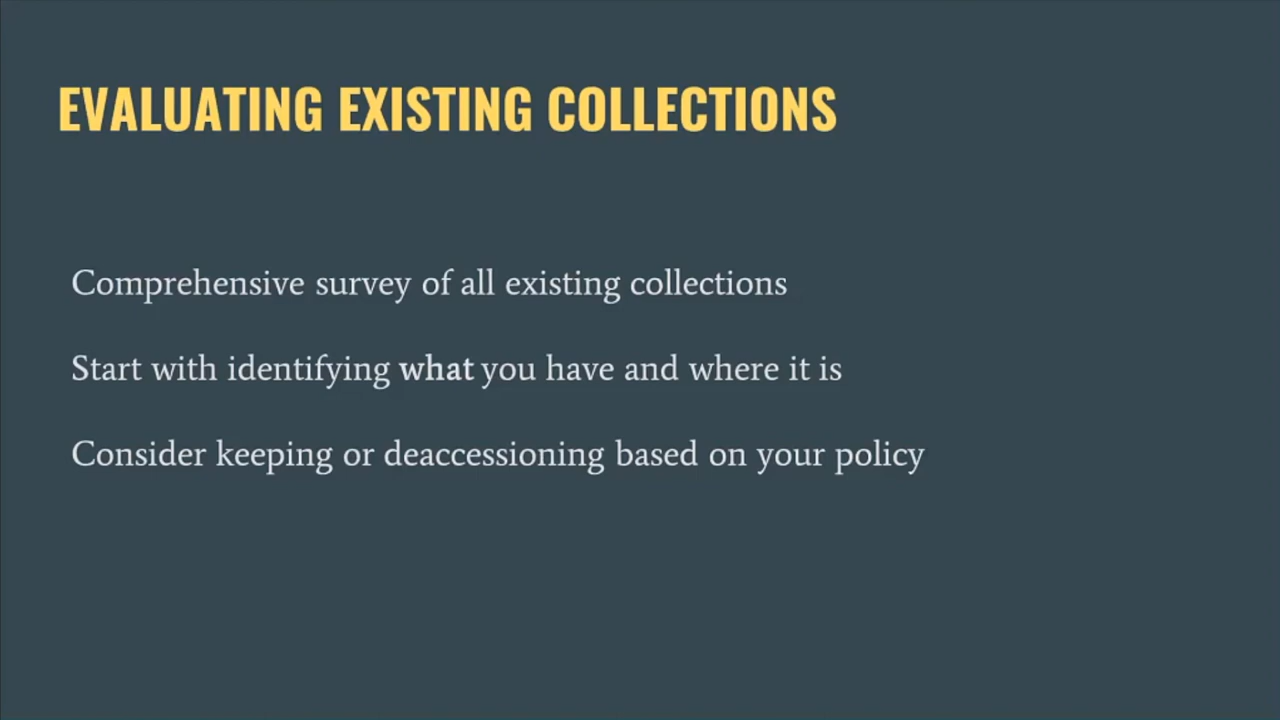 EVALUATING EXISTING COLLECTIONS
Comprehensive survey of all existing collections
Start with identifying what you have and where it is
Consider keeping or deaccessioning based on your policy